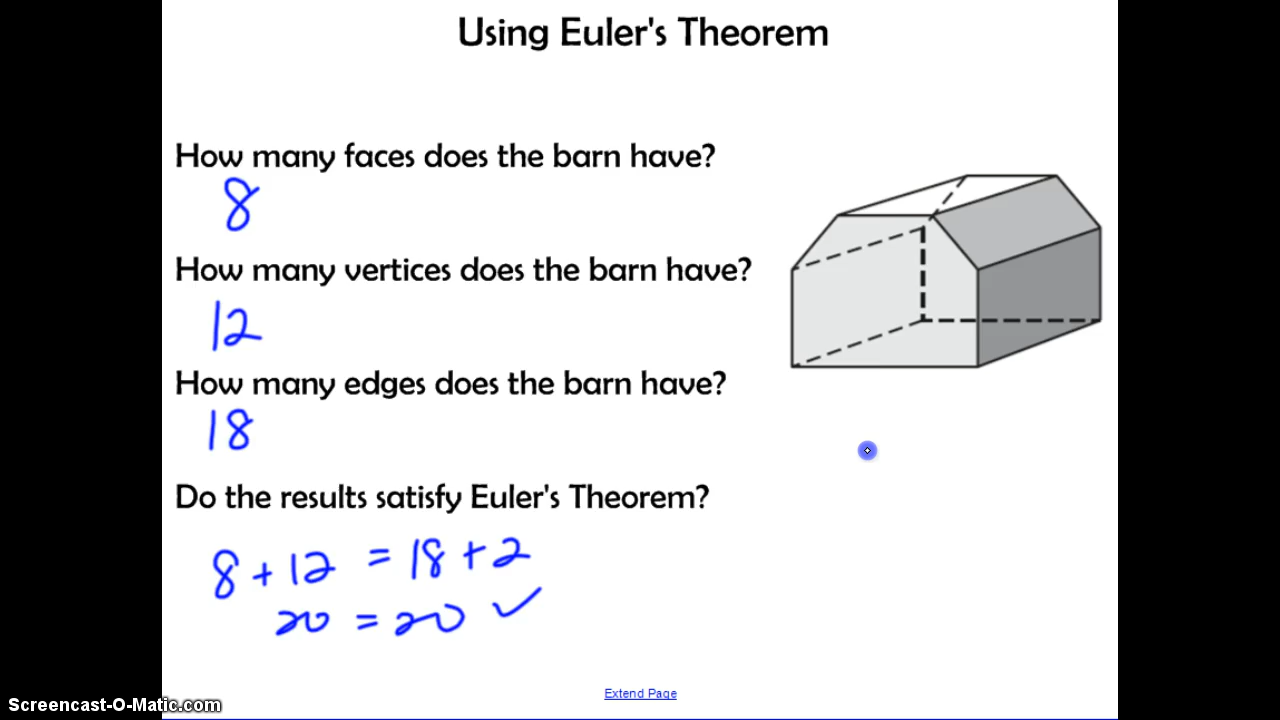 Using Euler's Theorem
How many faces does the barn have?
8
How many vertices does the barn have?
12
How many edges does the barn have?
18
Do the results satisfy Euler's Theorem?
8 + 12 = 18 + 2
20 = 20 ✓
Extend Page
Screencast-O-Matic.com